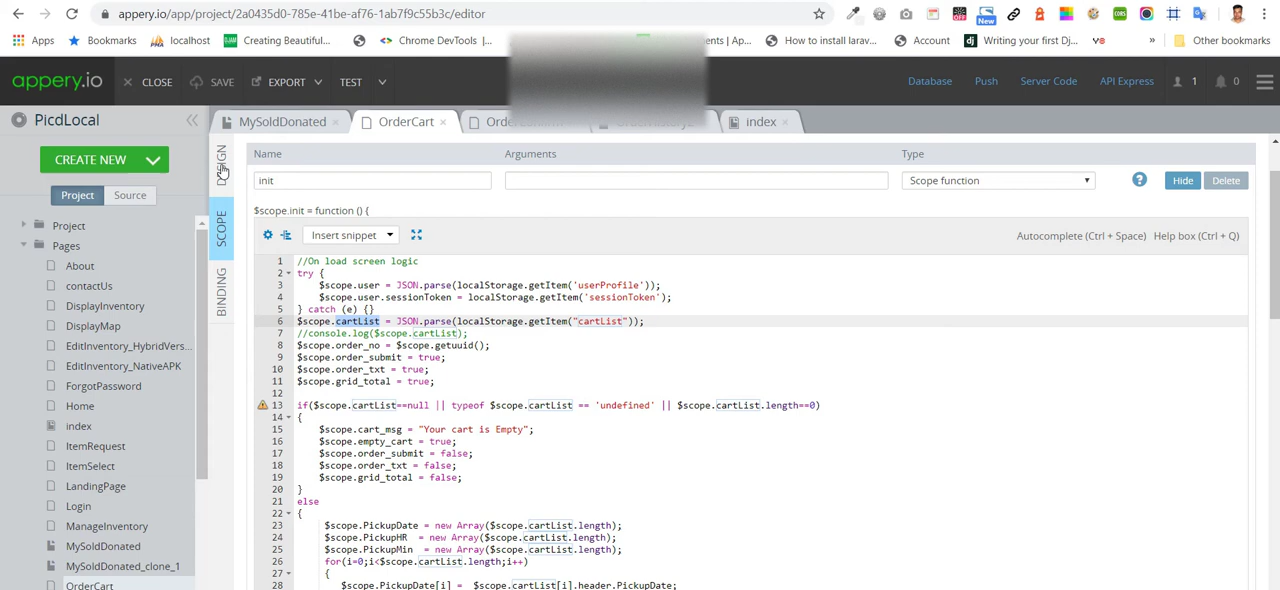 appery.io/app/project/2a0435d0-785e-41be-af76-1ab7f9c55b3c/editor
New
OFF
CORS
Apps
Bookmarks
localhost
Creating Beautiful...
Chrome DevTools |...
ents | Ap...
How to install larav...
Account
Writing your first Dj...
»
Other bookmarks
appery.io
CLOSE
SAVE
EXPORT
TEST
Database
Push
Server Code
API Express
1
0
PicdLocal
MySoldDonated ×
OrderCart ×
index ×
CREATE NEW
Project
Source
Project
Pages
About
contactUs
DisplayInventory
DisplayMap
EditInventory_HybridVers...
EditInventory_NativeAPK
ForgotPassword
Home
index
ItemRequest
ItemSelect
LandingPage
Login
ManageInventory
MySoldDonated
MySoldDonated_clone_1
OrderCart
DESIGN
SCOPE
BINDING
Name
Arguments
Type
init
Scope function
?
Hide
Delete
$scope.init = function () {
Insert snippet
Autocomplete (Ctrl + Space)
Help box (Ctrl + Q)
1 //On load screen logic
2 try {
3 $scope.user = JSON.parse(localStorage.getItem('userProfile'));
4 $scope.user.sessionToken = localStorage.getItem('sessionToken');
5 } catch (e) {}
6 $scope.cartList = JSON.parse(localStorage.getItem("cartList"));
7 //console.log($scope.cartList);
8 $scope.order_no = $scope.getuuid();
9 $scope.order_submit = true;
10 $scope.order_txt = true;
11 $scope.grid_total = true;
12
13 if($scope.cartList==null || typeof $scope.cartList == 'undefined' || $scope.cartList.length==0)
14 {
15 $scope.cart_msg = "Your cart is Empty";
16 $scope.empty_cart = true;
17 $scope.order_submit = false;
18 $scope.order_txt = false;
19 $scope.grid_total = false;
20 }
21 else
22 {
23 $scope.PickupDate = new Array($scope.cartList.length);
24 $scope.PickupHR = new Array($scope.cartList.length);
25 $scope.PickupMin = new Array($scope.cartList.length);
26 for(i=0;i<$scope.cartList.length;i++)
27 {
28 $scope.PickupDate[i] = $scope.cartList[i].header.PickupDate;